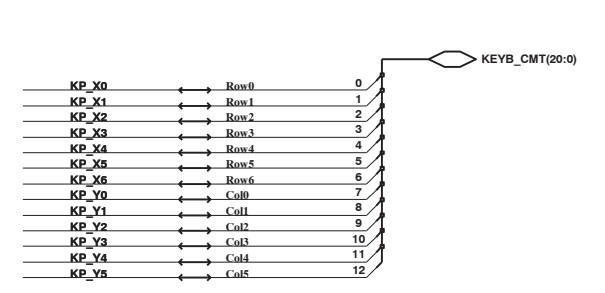 KEYB_CMT(20:0)
KP_X0 Row0 0
KP_X1 Row1 1
KP_X2 Row2 2
KP_X3 Row3 3
KP_X4 Row4 4
KP_X5 Row5 5
KP_X6 Row6 6
KP_Y0 Col0 7
KP_Y1 Col1 8
KP_Y2 Col2 9
KP_Y3 Col3 10
KP_Y4 Col4 11
KP_Y5 Col5 12